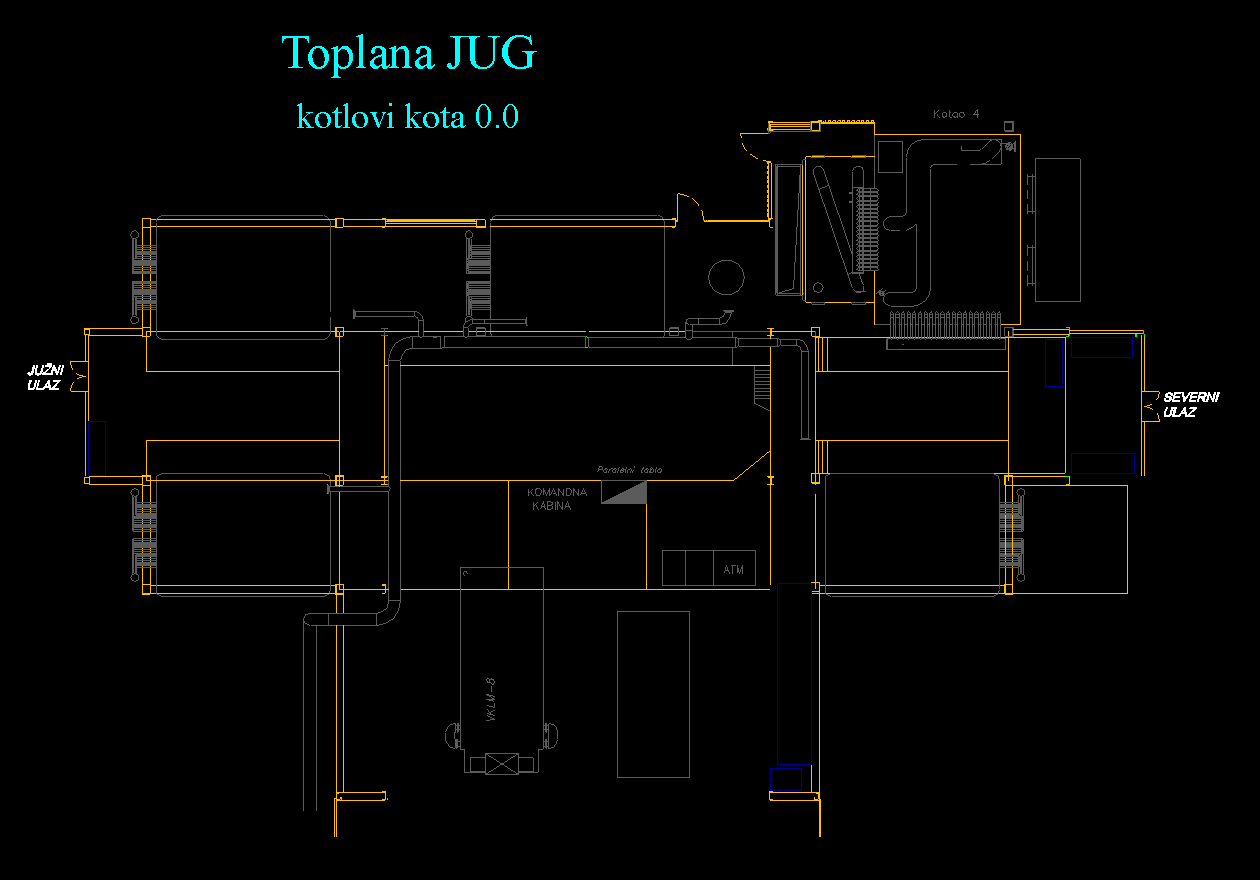 Toplana JUG
kotlovi kota 0.0
Kotao 4
JUŽNI
ULAZ
SEVERNI
ULAZ
Paralelni tablo
KOMANDNA
KABINA
ATM
VKLM-8